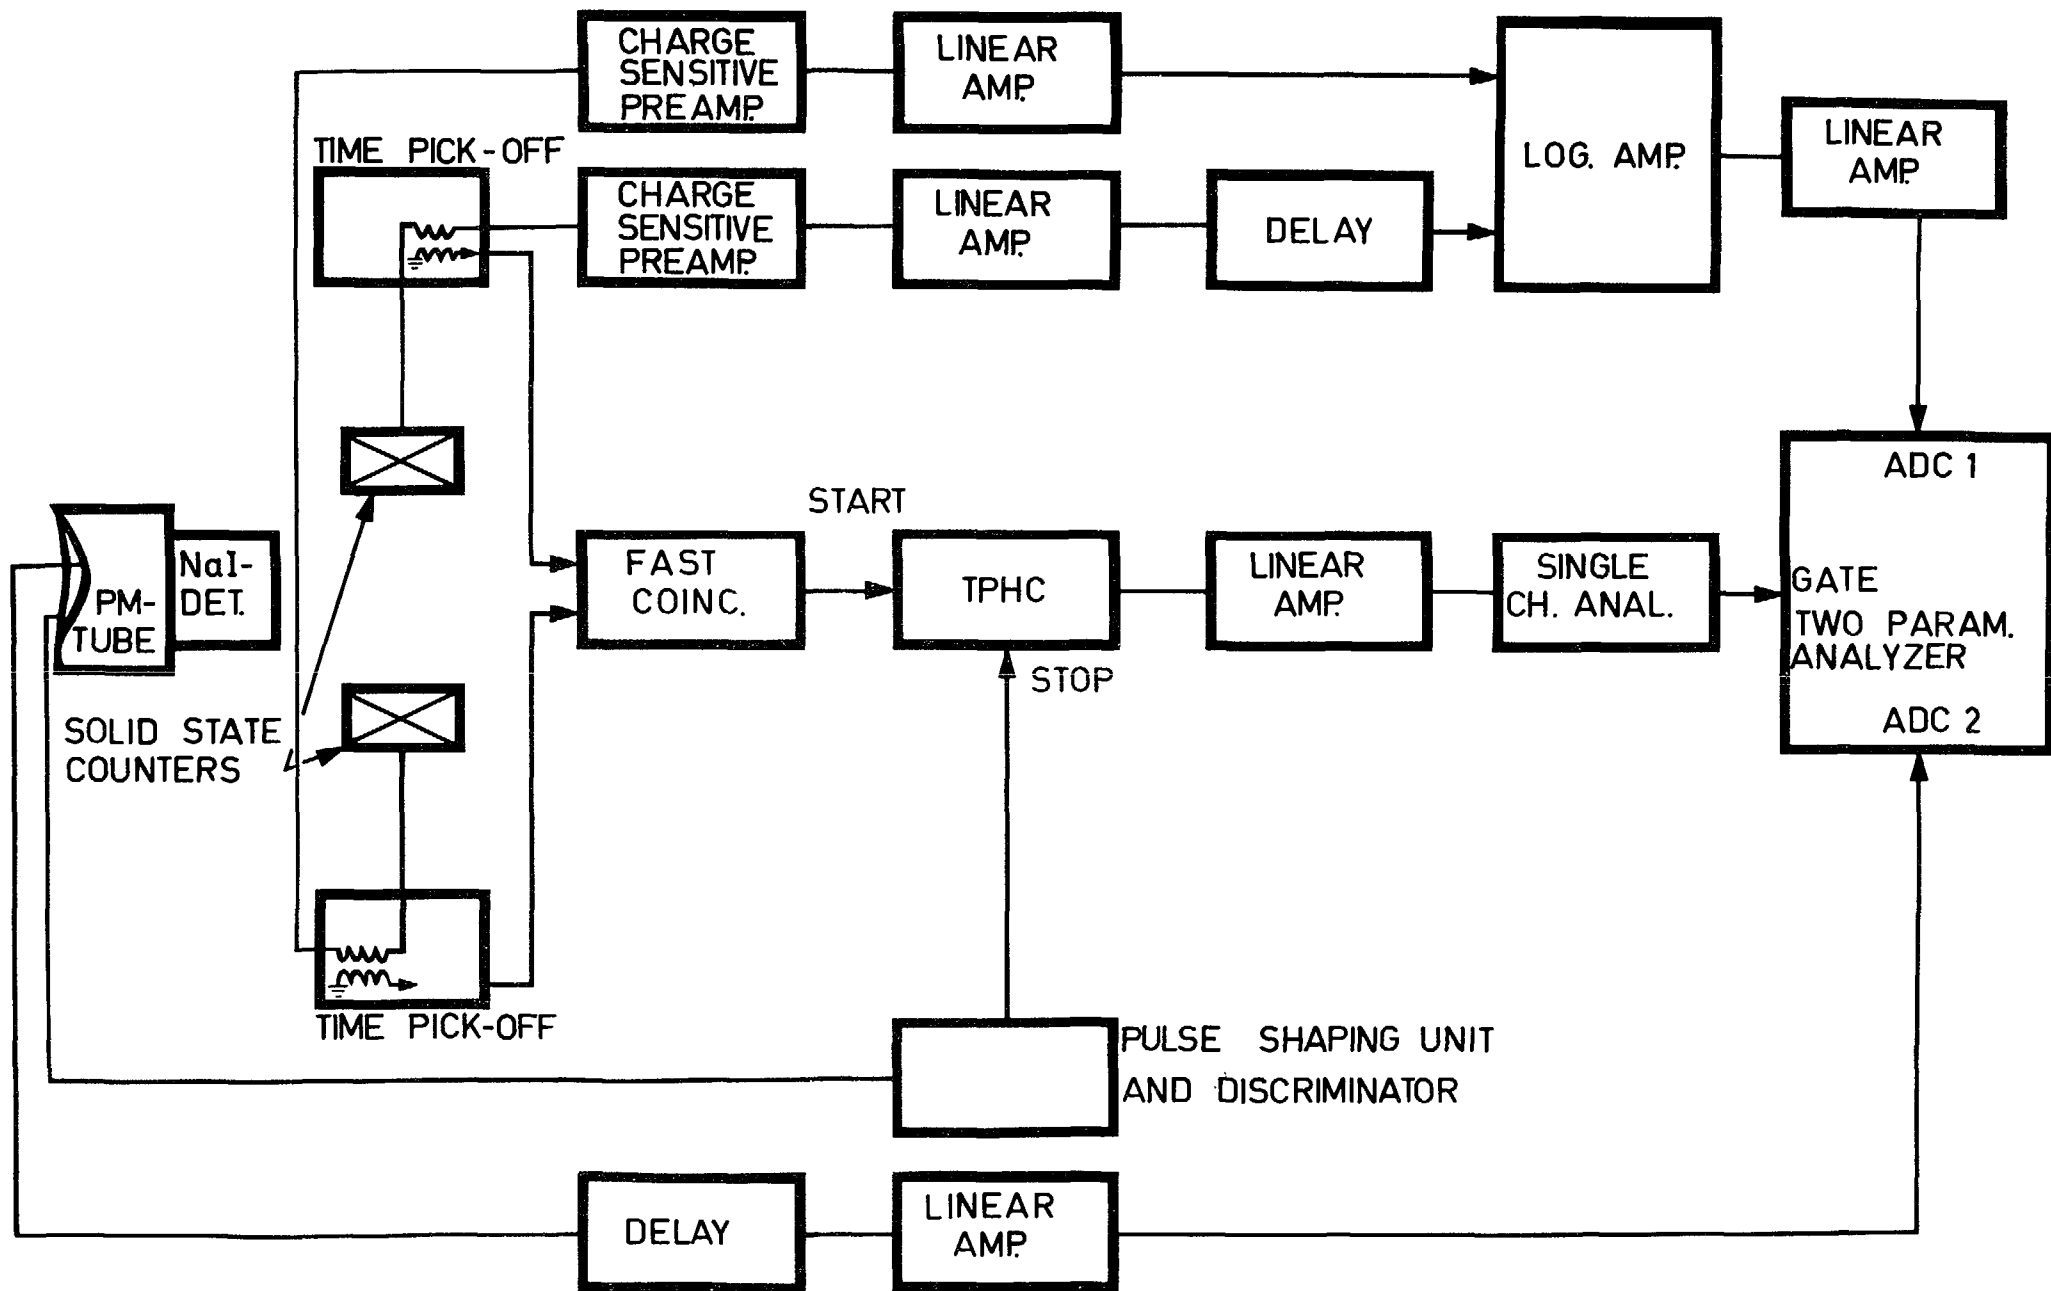 CHARGE
SENSITIVE
PREAMP.
LINEAR
AMP.
LOG. AMP.
LINEAR
AMP.
TIME PICK-OFF
CHARGE
SENSITIVE
PREAMP.
LINEAR
AMP.
DELAY
ADC 1
START
PM-
TUBE
NaI-
DET.
FAST
COINC.
TPHC
LINEAR
AMP.
SINGLE
CH. ANAL.
GATE
TWO PARAM.
ANALYZER
STOP
ADC 2
SOLID STATE
COUNTERS
TIME PICK-OFF
PULSE SHAPING UNIT
AND DISCRIMINATOR
DELAY
LINEAR
AMP.